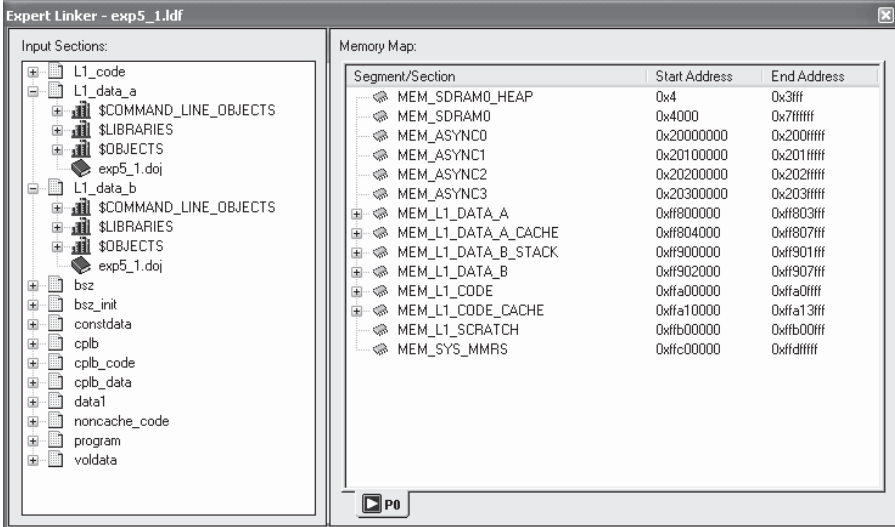 Expert Linker - exp5_1.ldf
Input Sections:
L1_code
L1_data_a
$COMMAND_LINE_OBJECTS
$LIBRARIES
$OBJECTS
exp5_1.doj
L1_data_b
$COMMAND_LINE_OBJECTS
$LIBRARIES
$OBJECTS
exp5_1.doj
bsz
bsz_init
constdata
cplb
cplb_code
cplb_data
data1
noncache_code
program
voldata
Memory Map:
Segment/Section Start Address End Address
MEM_SDRAM0_HEAP 0x4 0x3fff
MEM_SDRAM0 0x4000 0x7ffffff
MEM_ASYNC0 0x20000000 0x200fffff
MEM_ASYNC1 0x20100000 0x201fffff
MEM_ASYNC2 0x20200000 0x202fffff
MEM_ASYNC3 0x20300000 0x203fffff
MEM_L1_DATA_A 0xff800000 0xff803fff
MEM_L1_DATA_A_CACHE 0xff804000 0xff807fff
MEM_L1_DATA_B_STACK 0xff900000 0xff901fff
MEM_L1_DATA_B 0xff902000 0xff907fff
MEM_L1_CODE 0xffa00000 0xffa0ffff
MEM_L1_CODE_CACHE 0xffa10000 0xffa13fff
MEM_L1_SCRATCH 0xffb00000 0xffb00fff
MEM_SYS_MMRS 0xffc00000 0xffdfffff
P0